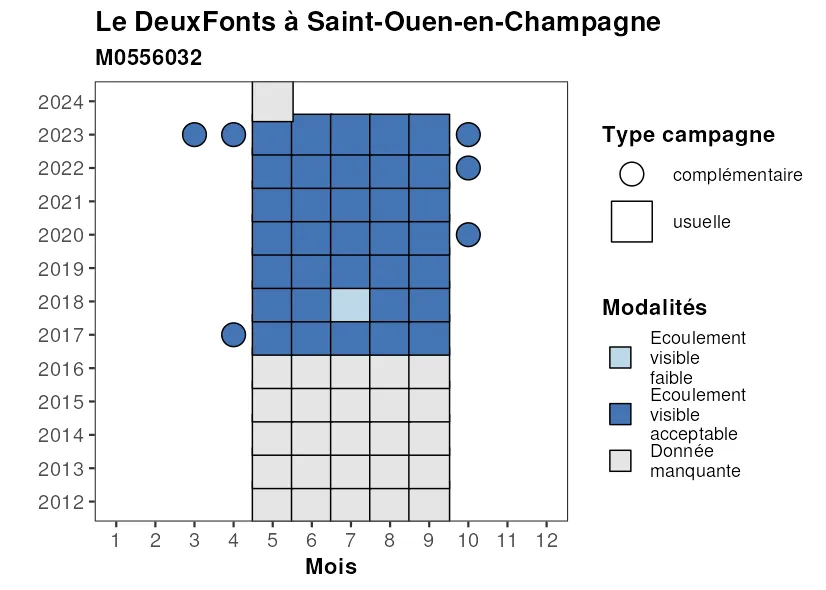 Le DeuxFonts à Saint-Ouen-en-Champagne
M0556032
2024
2023
2022
2021
2020
2019
2018
2017
2016
2015
2014
2013
2012
1 2 3 4 5 6 7 8 9 10 11 12
Mois
Type campagne
complémentaire
usuelle
Modalités
Ecoulement
visible
faible
Ecoulement
visible
acceptable
Donnée
manquante